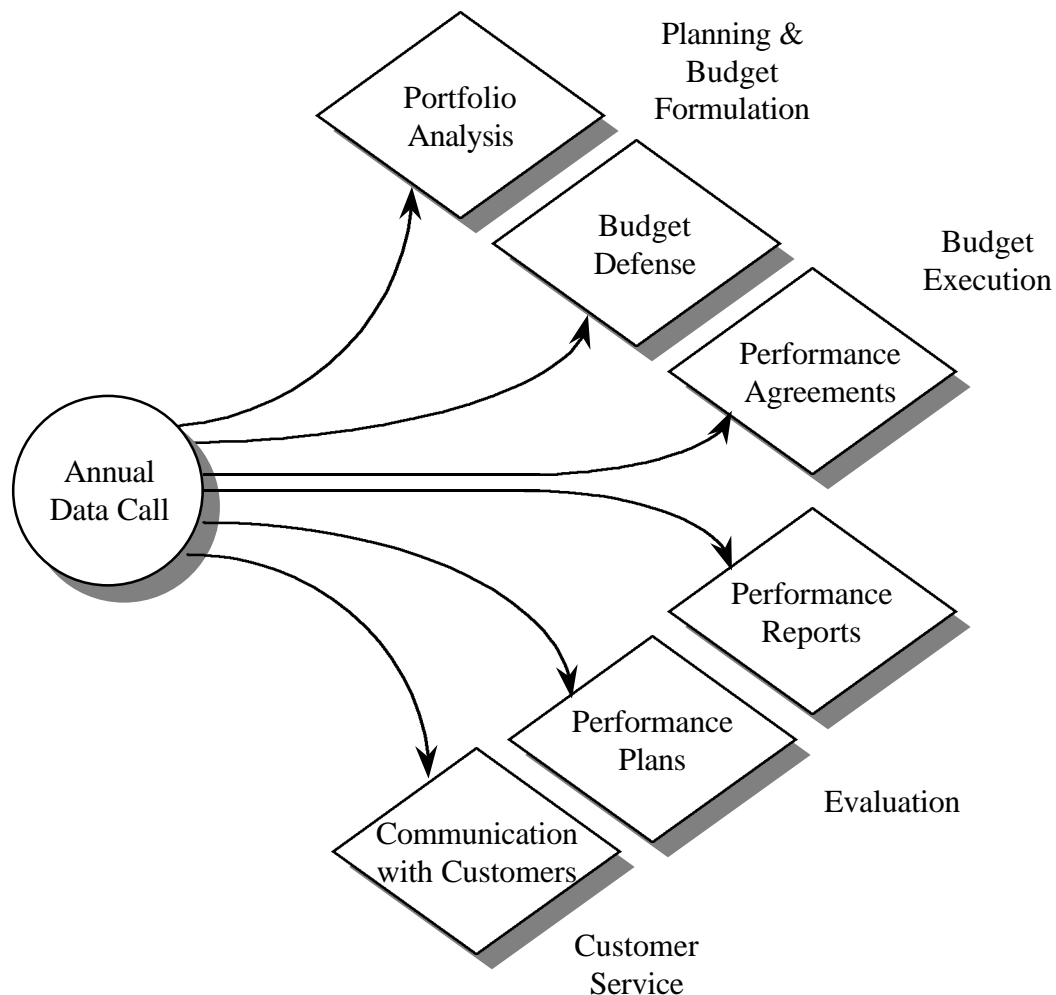 Planning &
Budget
Formulation
Portfolio
Analysis
Budget
Defense
Budget
Execution
Performance
Agreements
Annual
Data Call
Performance
Reports
Performance
Plans
Evaluation
Communication
with Customers
Customer
Service